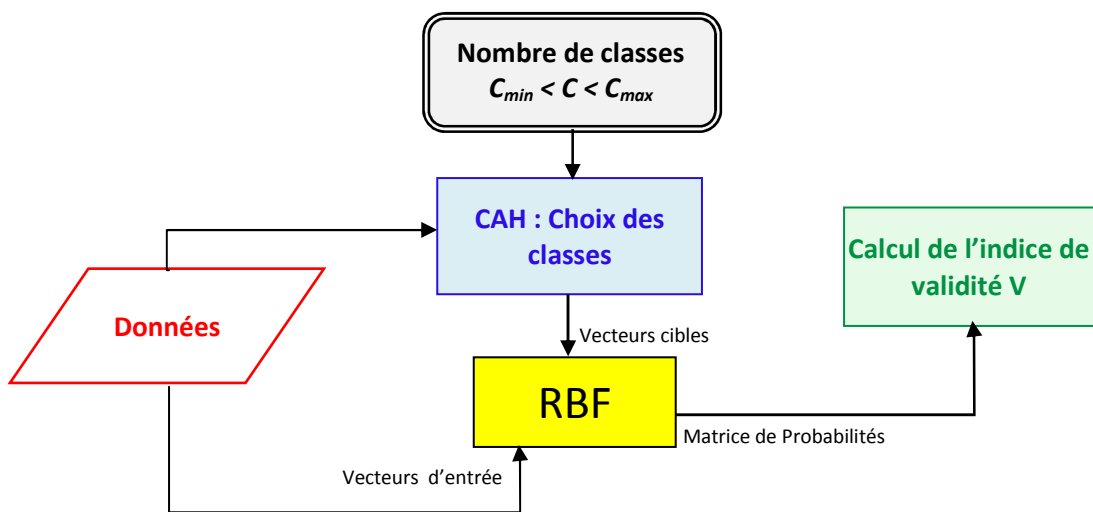 Nombre de classes
Cmin < C < Cmax
CAH : Choix des
classes
Calcul de l'indice de
validité V
Données
Vecteurs cibles
RBF
Matrice de Probabilités
Vecteurs d'entrée